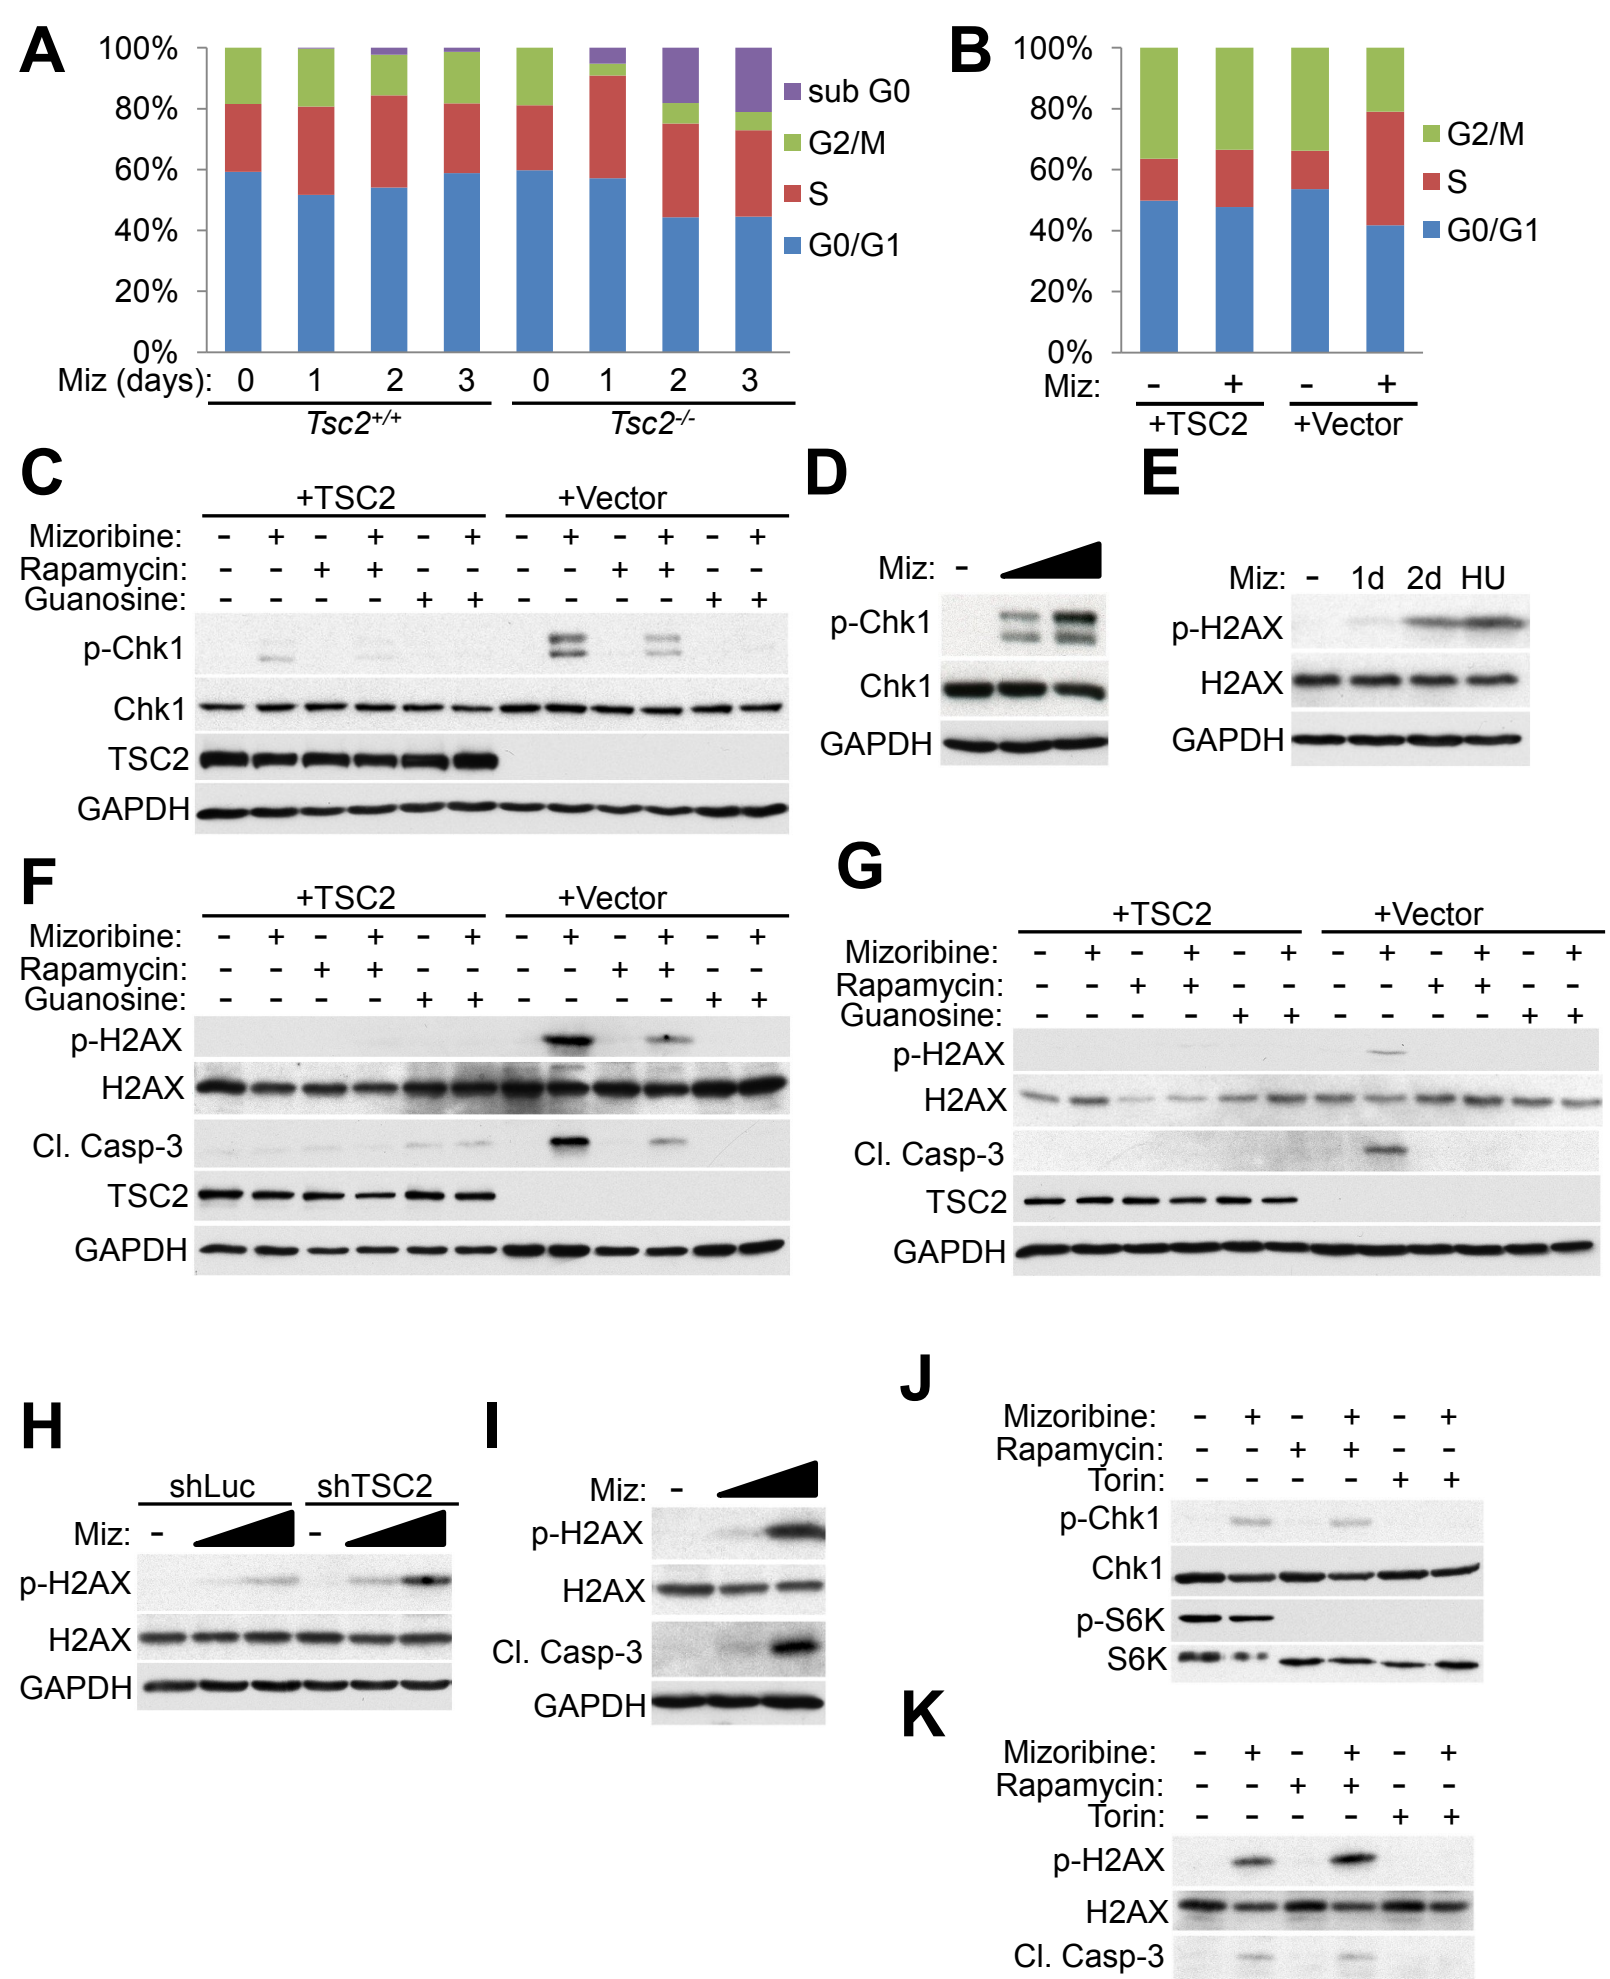 A
100%
80%
60%
40%
20%
0%
sub G0
G2/M
S
G0/G1
Miz (days): 0 1 2 3 0 1 2 3
Tsc2+/+ Tsc2-/-
B
100%
80%
60%
40%
20%
0%
G2/M
S
G0/G1
Miz: - + - +
+TSC2 +Vector
C
+TSC2 +Vector
Mizoribine: - + - + - + - + - + - +
Rapamycin: - - + + - - - - + + - -
Guanosine: - - - - + + - - - - + +
p-Chk1
Chk1
TSC2
GAPDH
D
Miz: -
p-Chk1
Chk1
GAPDH
E
Miz: - 1d 2d HU
p-H2AX
H2AX
GAPDH
F
+TSC2 +Vector
Mizoribine: - + - + - + - + - + - +
Rapamycin: - - + + - - - - + + - -
Guanosine: - - - - + + - - - - + +
p-H2AX
H2AX
Cl. Casp-3
TSC2
GAPDH
G
+TSC2 +Vector
Mizoribine: - + - + - + - + - + - +
Rapamycin: - - + + - - - - + + - -
Guanosine: - - - - + + - - - - + +
p-H2AX
H2AX
Cl. Casp-3
TSC2
GAPDH
H
shLuc shTSC2
Miz: - -
p-H2AX
H2AX
GAPDH
I
Miz: -
p-H2AX
H2AX
Cl. Casp-3
GAPDH
J
Mizoribine: - + - + - +
Rapamycin: - - + + - -
Torin: - - - - + +
p-Chk1
Chk1
p-S6K
S6K
K
Mizoribine: - + - + - +
Rapamycin: - - + + - -
Torin: - - - - + +
p-H2AX
H2AX
Cl. Casp-3